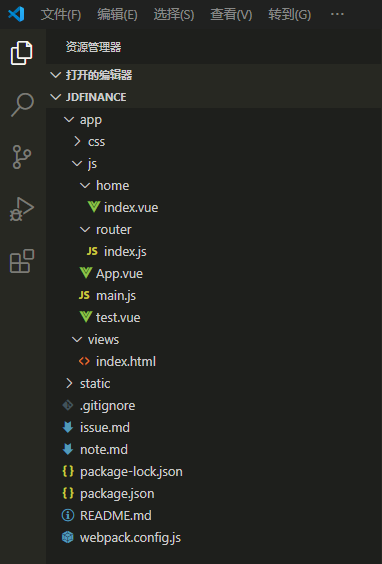 文件(F) 编辑(E) 选择(S) 查看(V) 转到(G) ···
资源管理器
打开的编辑器
JDFINANCE
app
css
js
home
index.vue
router
JS index.js
App.vue
JS main.js
test.vue
views
<> index.html
static
.gitignore
issue.md
note.md
{} package-lock.json
{} package.json
README.md
webpack.config.js